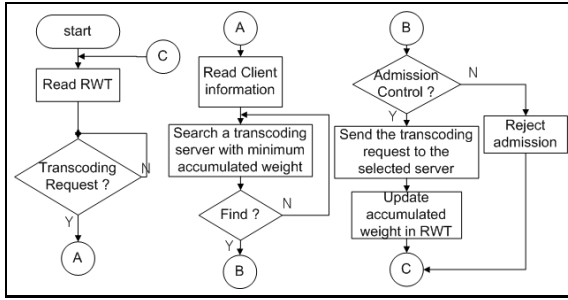 start
C
Read RWT
Transcoding
Request ?
N
Y
A
A
Read Client
information
Search a transcoding
server with minimum
accumulated weight
Find ?
N
Y
B
B
Admission
Control ?
N
Y
Send the transcoding
request to the
selected server
Reject
admission
Update
accumulated
weight in RWT
C